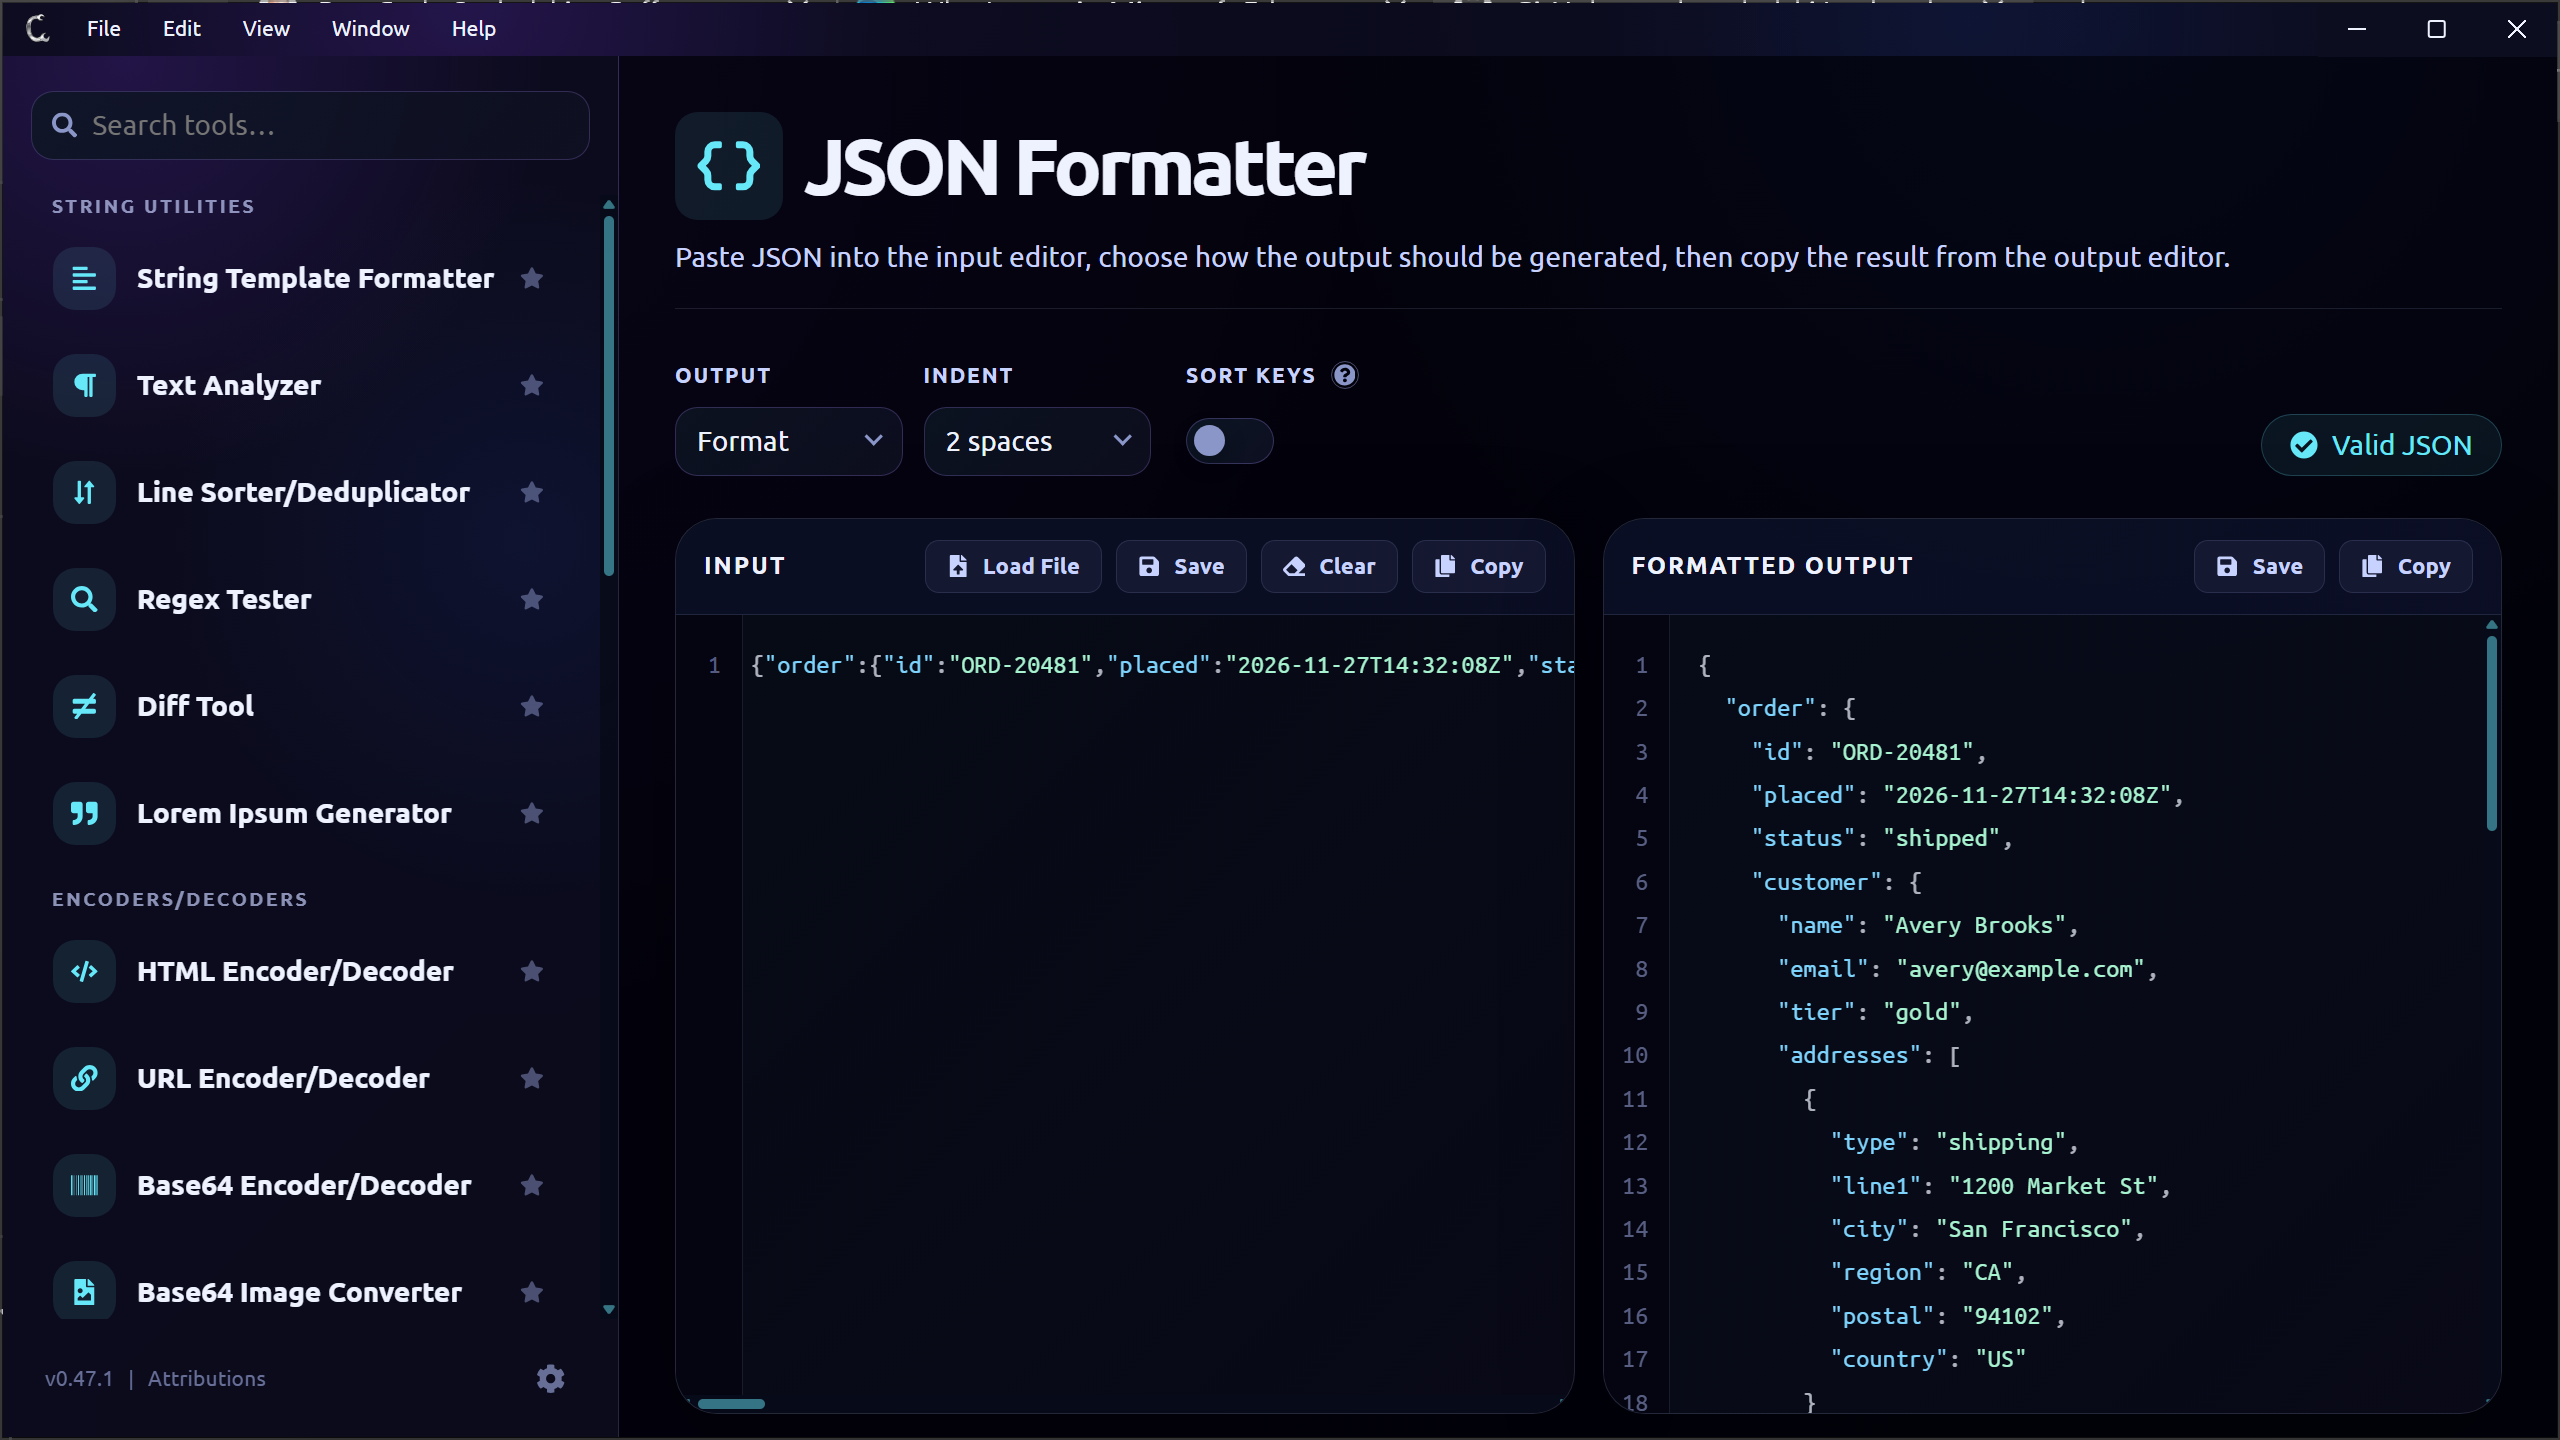 File Edit View Window Help
Search tools...
STRING UTILITIES
String Template Formatter
Text Analyzer
Line Sorter/Deduplicator
Regex Tester
Diff Tool
Lorem Ipsum Generator
ENCODERS/DECODERS
HTML Encoder/Decoder
URL Encoder/Decoder
Base64 Encoder/Decoder
Base64 Image Converter
v0.47.1 | Attributions
JSON Formatter
Paste JSON into the input editor, choose how the output should be generated, then copy the result from the output editor.
OUTPUT INDENT SORT KEYS
Format 2 spaces
Valid JSON
INPUT Load File Save Clear Copy
1 {"order":{"id":"ORD-20481","placed":"2026-11-27T14:32:08Z","sta
FORMATTED OUTPUT Save Copy
1 {
2 "order": {
3 "id": "ORD-20481",
4 "placed": "2026-11-27T14:32:08Z",
5 "status": "shipped",
6 "customer": {
7 "name": "Avery Brooks",
8 "email": "avery@example.com",
9 "tier": "gold",
10 "addresses": [
11 {
12 "type": "shipping",
13 "line1": "1200 Market St",
14 "city": "San Francisco",
15 "region": "CA",
16 "postal": "94102",
17 "country": "US"
18 }